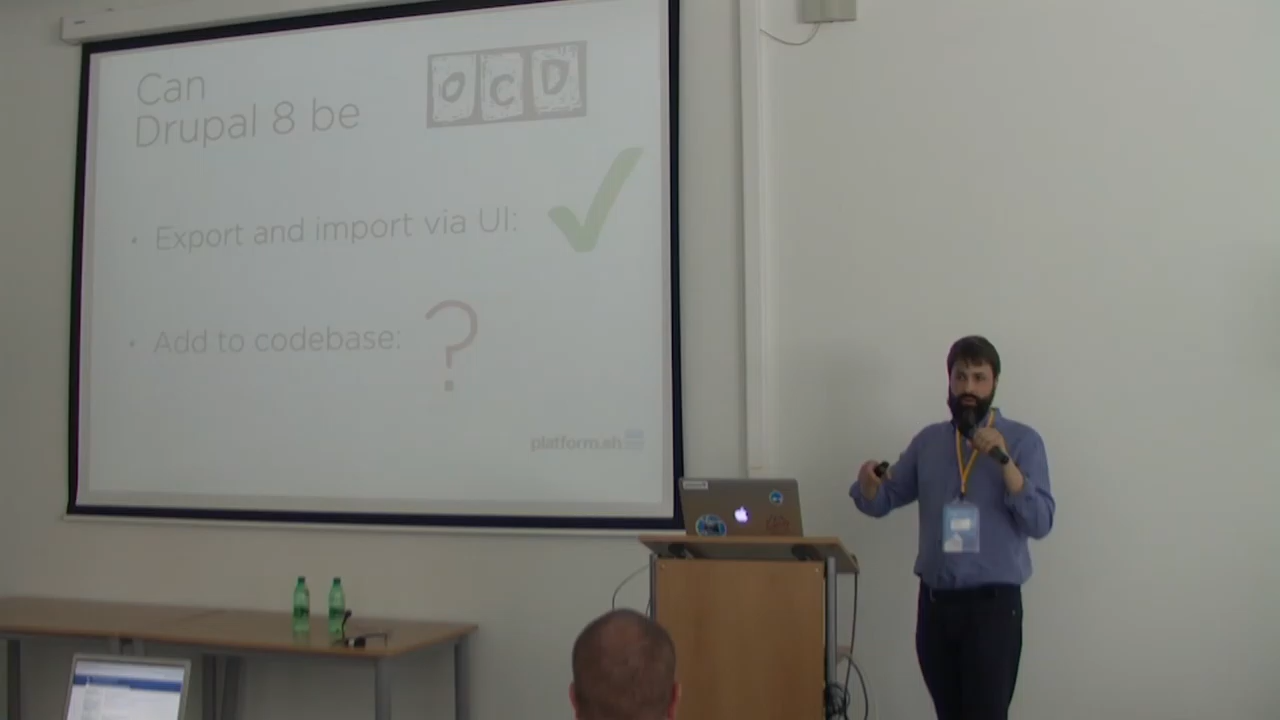 Can
Drupal 8 be
OCD
• Export and import via UI:
• Add to codebase:
?
platform.sh